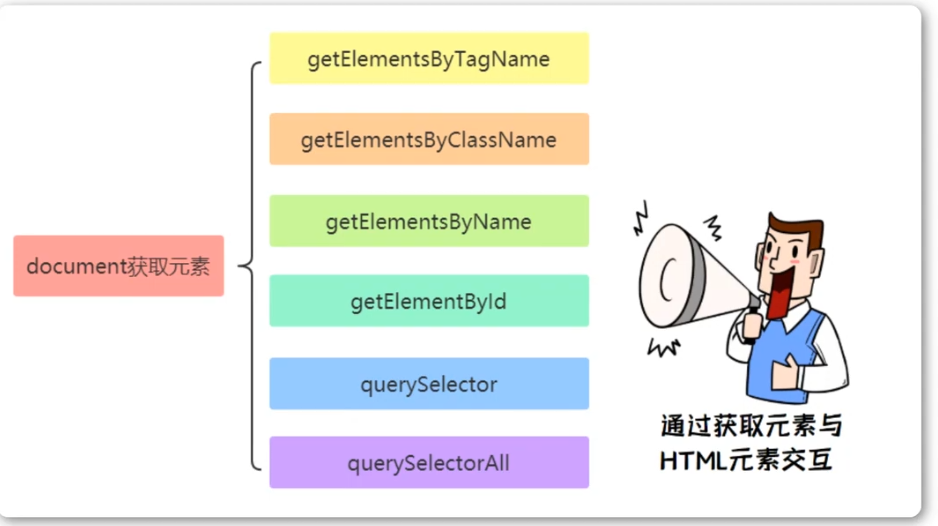 document获取元素
getElementsByTagName
getElementsByClassName
getElementsByName
getElementById
querySelector
querySelectorAll
通过获取元素与
HTML元素交互